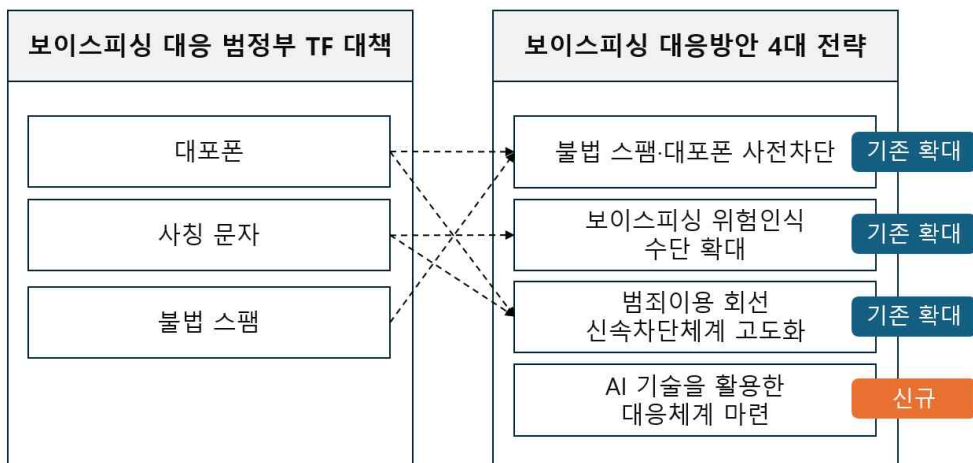 보이스피싱 대응 범정부 TF 대책
대포폰
사칭 문자
불법 스팸
보이스피싱 대응방안 4대 전략
불법 스팸·대포폰 사전차단
기존 확대
보이스피싱 위험인식
수단 확대
기존 확대
범죄이용 회선
신속차단체계 고도화
기존 확대
AI 기술을 활용한
대응체계 마련
신규